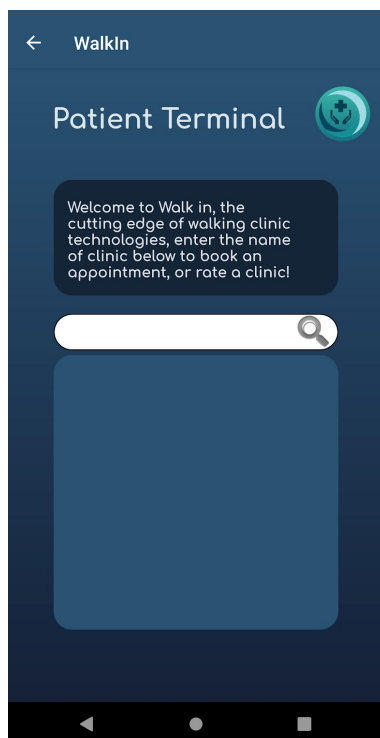 WalkIn
Patient Terminal
Welcome to Walk in, the
cutting edge of walking clinic
technologies, enter the name
of clinic below to book an
appointment, or rate a clinic!